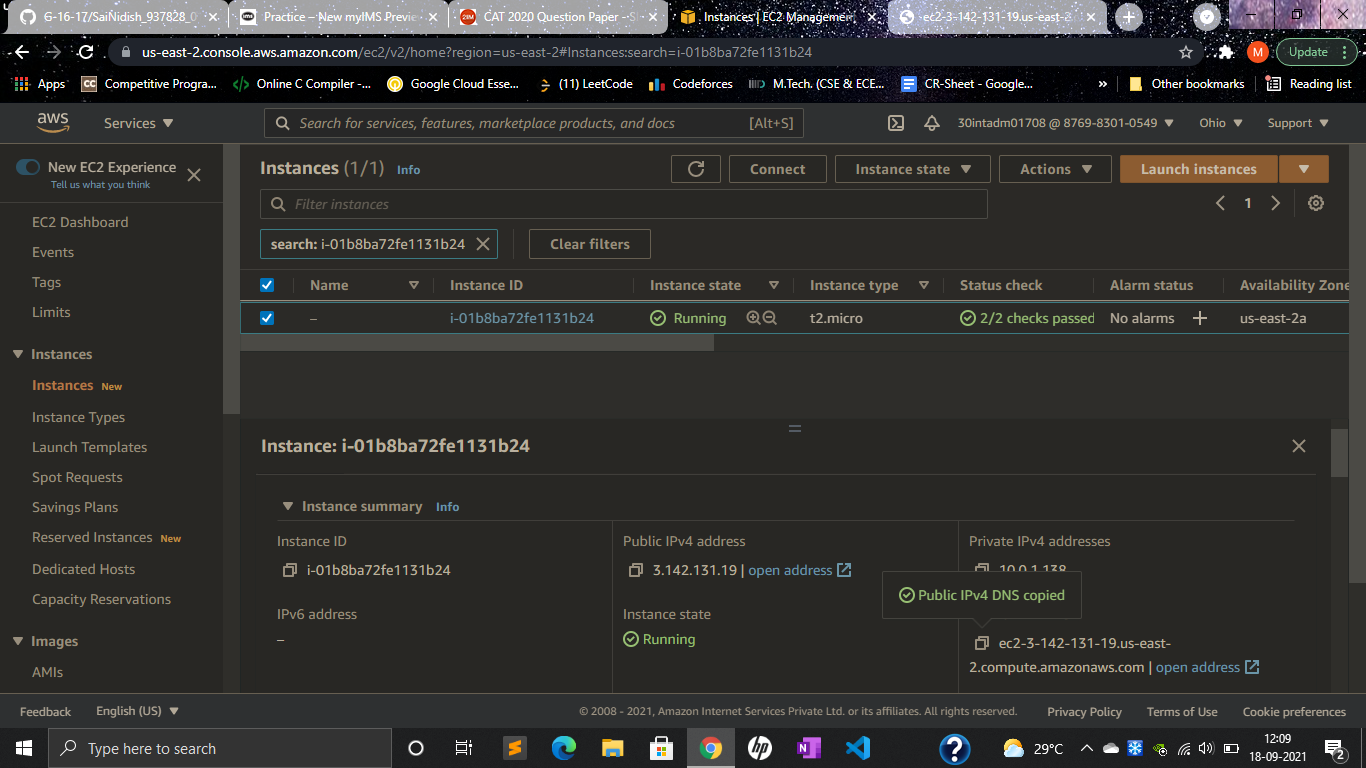 G-16-17/SaiNidish_937828_0
Practice – New myIMS Previe
CAT 2020 Question Paper - Sl
Instances | EC2 Managemen
ec2-3-142-131-19.us-east-2
us-east-2.console.aws.amazon.com/ec2/v2/home?region=us-east-2#Instances:search=i-01b8ba72fe1131b24
M
Update
Apps
CC Competitive Progra...
Online C Compiler -...
Google Cloud Esse...
(11) LeetCode
Codeforces
M.Tech. (CSE & ECE...
CR-Sheet - Google...
»
Other bookmarks
Reading list
aws
Services
Search for services, features, marketplace products, and docs [Alt+S]
30intadm01708 @ 8769-8301-0549
Ohio
Support
New EC2 Experience
Tell us what you think
EC2 Dashboard
Events
Tags
Limits
Instances
Instances New
Instance Types
Launch Templates
Spot Requests
Savings Plans
Reserved Instances New
Dedicated Hosts
Capacity Reservations
Images
AMIs
Instances (1/1) Info
Connect
Instance state
Actions
Launch instances
Filter instances
1
search: i-01b8ba72fe1131b24
Clear filters
Name Instance ID Instance state Instance type Status check Alarm status Availability Zone
– i-01b8ba72fe1131b24 Running t2.micro 2/2 checks passed No alarms + us-east-2a
Instance: i-01b8ba72fe1131b24
Instance summary Info
Instance ID
i-01b8ba72fe1131b24
Public IPv4 address
3.142.131.19 | open address
Private IPv4 addresses
10.0.1.138
Public IPv4 DNS copied
IPv6 address
–
Instance state
Running
ec2-3-142-131-19.us-east-
2.compute.amazonaws.com | open address
Feedback English (US)
© 2008 - 2021, Amazon Internet Services Private Ltd. or its affiliates. All rights reserved.
Privacy Policy Terms of Use Cookie preferences
Type here to search
hp
29°C
12:09
18-09-2021
2